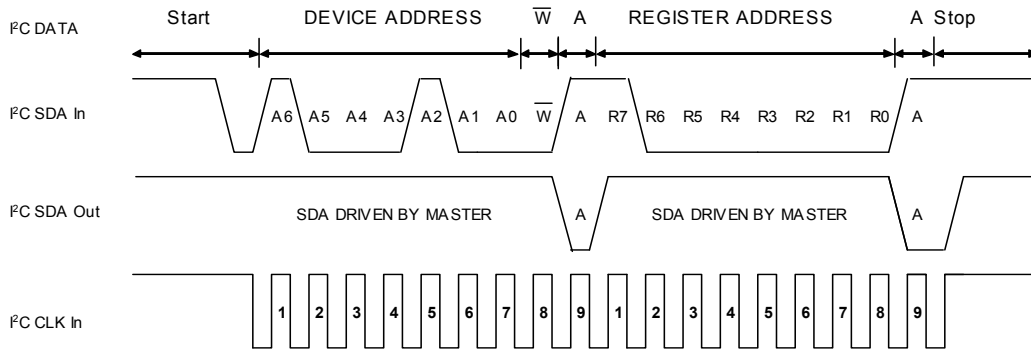 I²C DATA Start DEVICE ADDRESS W̅ A REGISTER ADDRESS A Stop
I²C SDA In A6 A5 A4 A3 A2 A1 A0 W̅ A R7 R6 R5 R4 R3 R2 R1 R0 A
I²C SDA Out SDA DRIVEN BY MASTER A SDA DRIVEN BY MASTER A
I²C CLK In 1 2 3 4 5 6 7 8 9 1 2 3 4 5 6 7 8 9